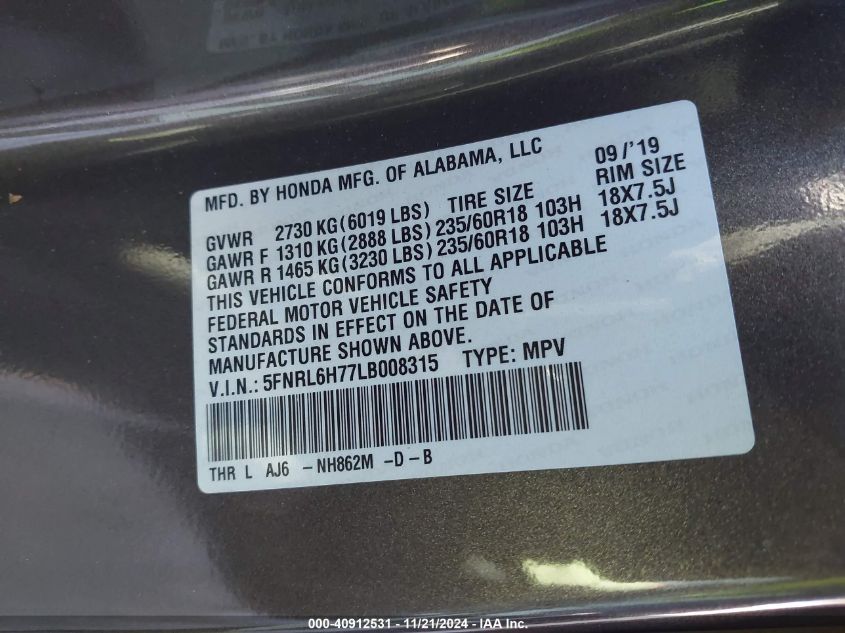 MFD. BY HONDA MFG. OF ALABAMA, LLC 09/'19
GVWR 2730 KG(6019 LBS) TIRE SIZE RIM SIZE
GAWR F 1310 KG(2888 LBS) 235/60R18 103H 18X7.5J
GAWR R 1465 KG(3230 LBS) 235/60R18 103H 18X7.5J
THIS VEHICLE CONFORMS TO ALL APPLICABLE
FEDERAL MOTOR VEHICLE SAFETY
STANDARDS IN EFFECT ON THE DATE OF
MANUFACTURE SHOWN ABOVE.
V.I.N.: 5FNRL6H77LB008315 TYPE: MPV
THR L AJ6 -NH862M -D-B
000-40912531 - 11/21/2024 - IAA Inc.